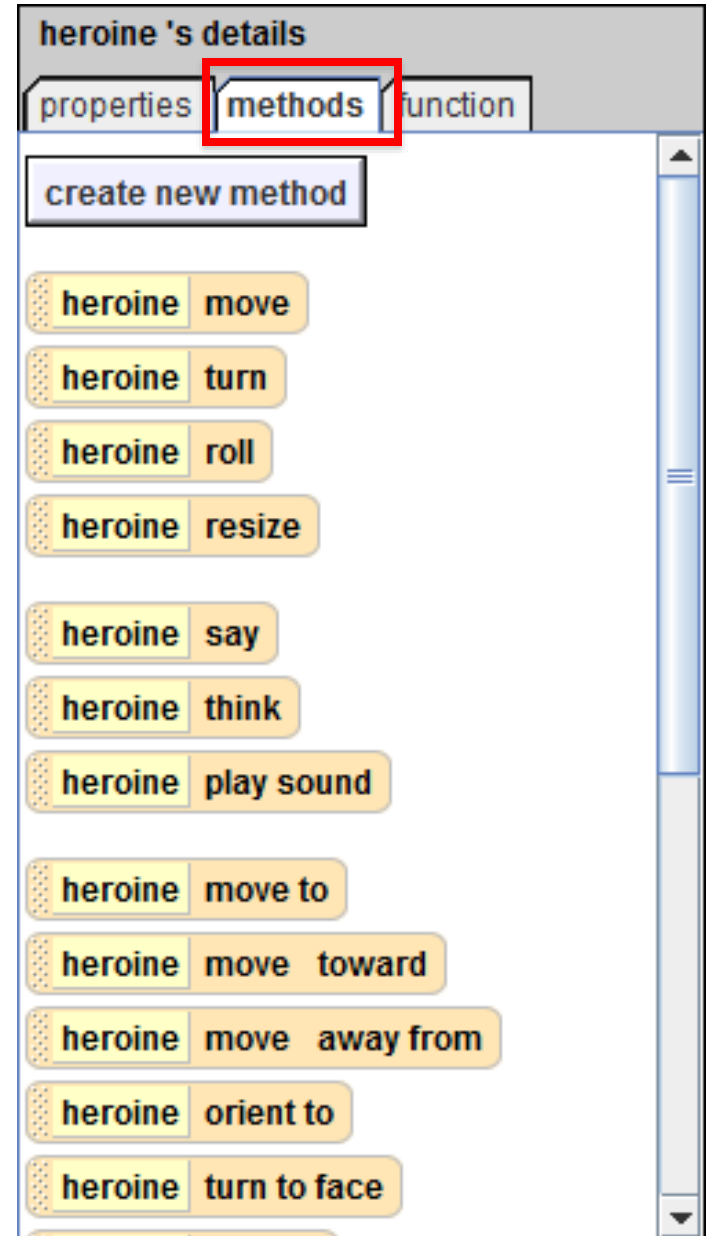 heroine 's details
properties methods function
create new method
heroine move
heroine turn
heroine roll
heroine resize
heroine say
heroine think
heroine play sound
heroine move to
heroine move toward
heroine move away from
heroine orient to
heroine turn to face